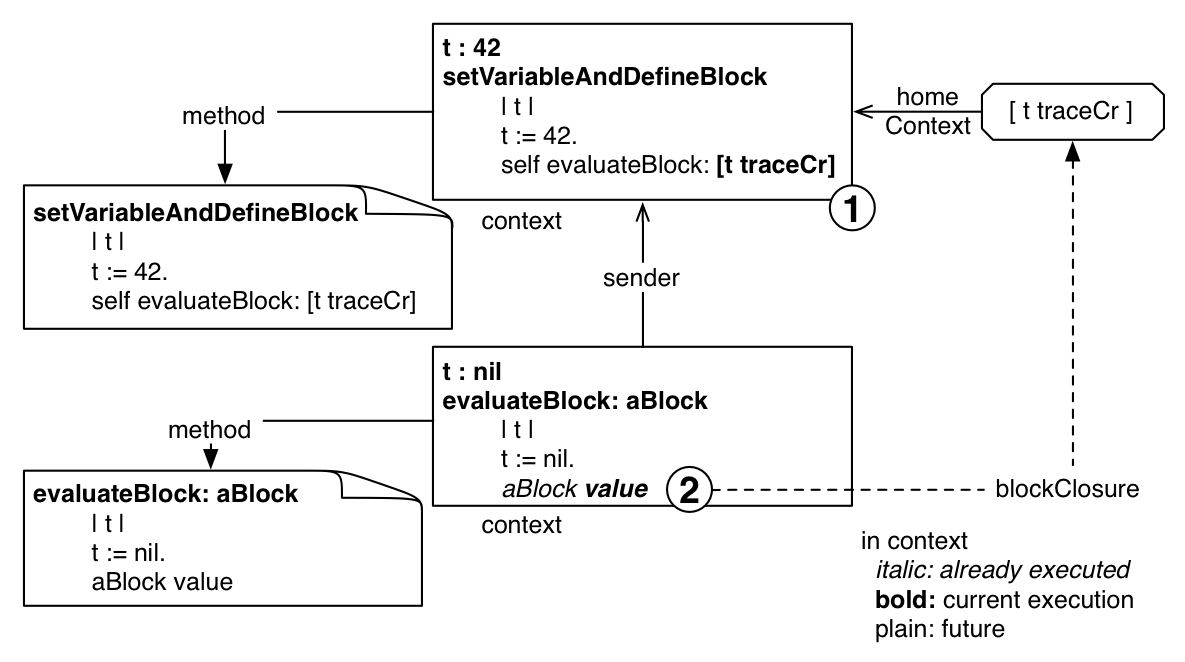 t : 42
setVariableAndDefineBlock
| t |
t := 42.
self evaluateBlock: [t traceCr]
1
context
method
setVariableAndDefineBlock
| t |
t := 42.
self evaluateBlock: [t traceCr]
home
Context
[ t traceCr ]
sender
t : nil
evaluateBlock: aBlock
| t |
t := nil.
aBlock value
2
context
method
evaluateBlock: aBlock
| t |
t := nil.
aBlock value
blockClosure
in context
italic: already executed
bold: current execution
plain: future